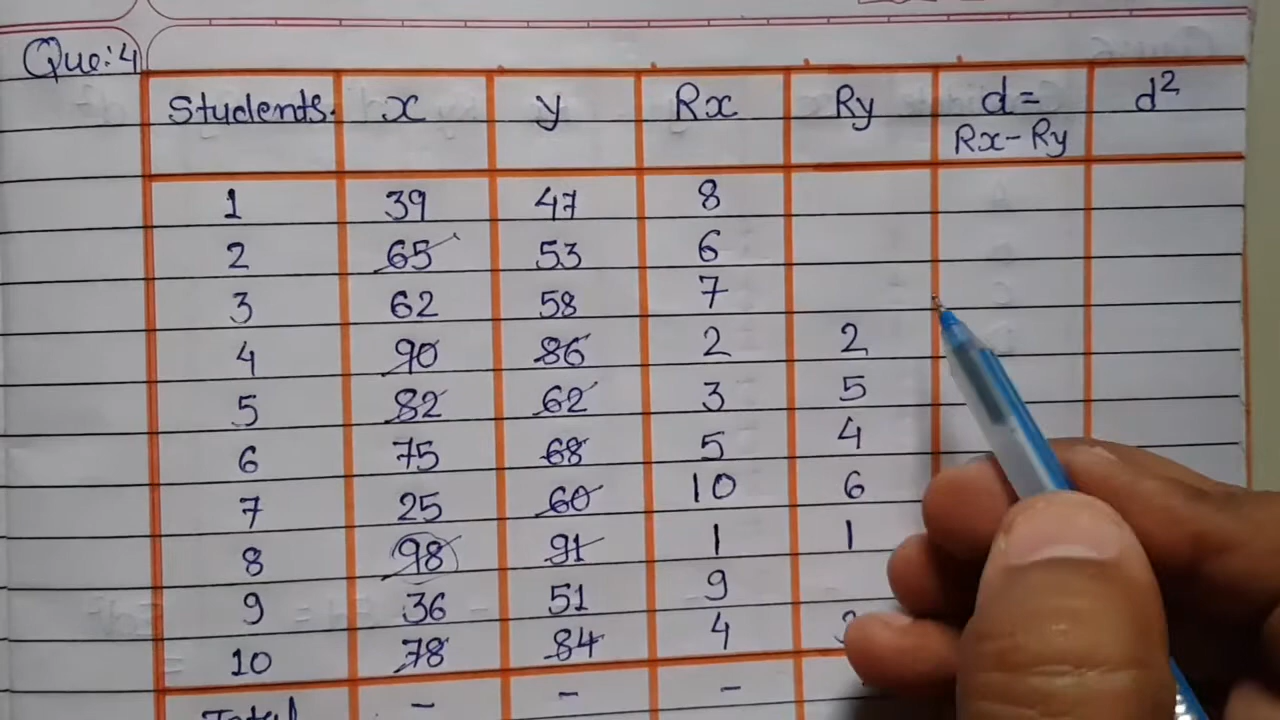 Que:4
Students. x y Rx Ry d= Rx-Ry d²
1 39 47 8
2 65 53 6
3 62 58 7
4 90 86 2 2
5 82 62 3 5
6 75 68 5 4
7 25 60 10 6
8 98 91 1 1
9 36 51 9
10 78 84 4
Total - - -